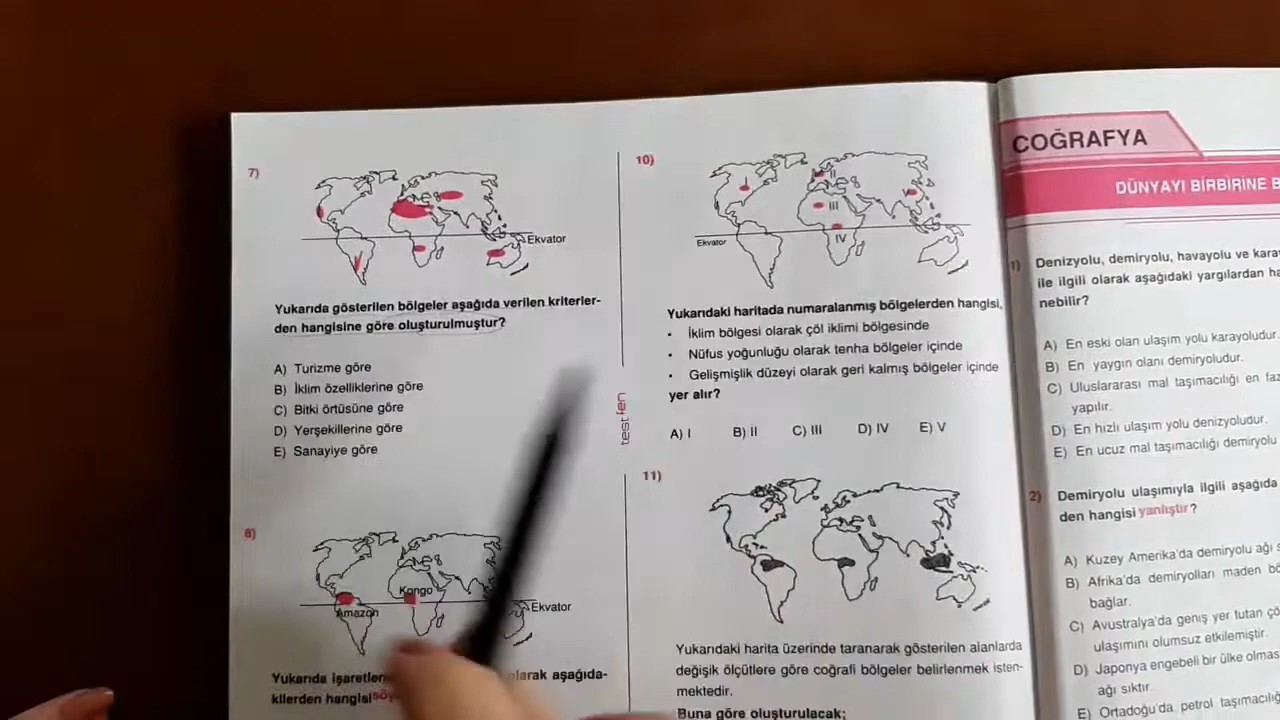 7)
Ekvator
Yukarıda gösterilen bölgeler aşağıda verilen kriterler-
den hangisine göre oluşturulmuştur?
A) Turizme göre
B) İklim özelliklerine göre
C) Bitki örtüsüne göre
D) Yerşekillerine göre
E) Sanayiye göre
8)
Kongo
Amazon
Ekvator
Yukarıda işaretlen
olarak aşağıda-
kilerden hangisi
testfen
10)
I
II
III
IV
V
Ekvator
Yukarıdaki haritada numaralanmış bölgelerden hangisi,
• İklim bölgesi olarak çöl iklimi bölgesinde
• Nüfus yoğunluğu olarak tenha bölgeler içinde
• Gelişmişlik düzeyi olarak geri kalmış bölgeler içinde
yer alır?
A) I B) II C) III D) IV E) V
11)
Yukarıdaki harita üzerinde taranarak gösterilen alanlarda
değişik ölçütlere göre coğrafi bölgeler belirlenmek isten-
mektedir.
Buna göre oluşturulacak;
COĞRAFYA
DÜNYAYI BİRBİRİNE B
1) Denizyolu, demiryolu, havayolu ve kara
ile ilgili olarak aşağıdaki yargılardan ha
nebilir?
A) En eski olan ulaşım yolu karayoludur.
B) En yaygın olanı demiryoludur.
C) Uluslararası mal taşımacılığı en faz
yapılır.
D) En hızlı ulaşım yolu denizyoludur.
E) En ucuz mal taşımacılığı demiryolu
2) Demiryolu ulaşımıyla ilgili aşağıda
den hangisi yanlıştır?
A) Kuzey Amerika'da demiryolu ağı s
B) Afrika'da demiryolları maden bö
bağlar.
C) Avustralya'da geniş yer tutan çö
ulaşımını olumsuz etkilemiştir.
D) Japonya engebeli bir ülke olmas
ağı sıktır.
E) Ortadoğu'da petrol taşımacılığ